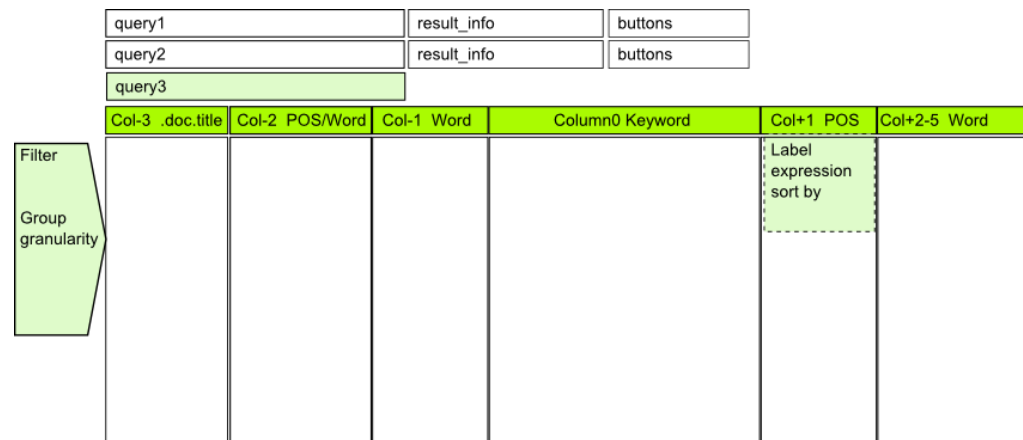 query1 result_info buttons
query2 result_info buttons
query3
Col-3 .doc.title Col-2 POS/Word Col-1 Word Column0 Keyword Col+1 POS Col+2-5 Word
Filter
Group
granularity
Label
expression
sort by